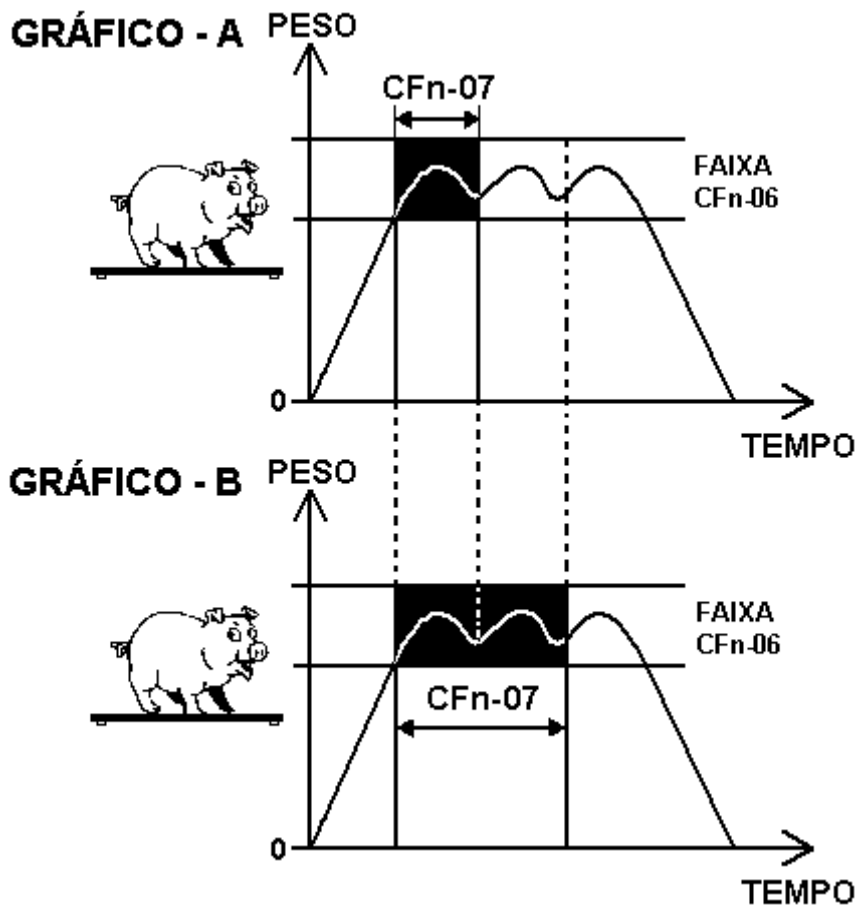 GRÁFICO - A
PESO
CFn-07
FAIXA
CFn-06
0
TEMPO
GRÁFICO - B
PESO
FAIXA
CFn-06
CFn-07
0
TEMPO